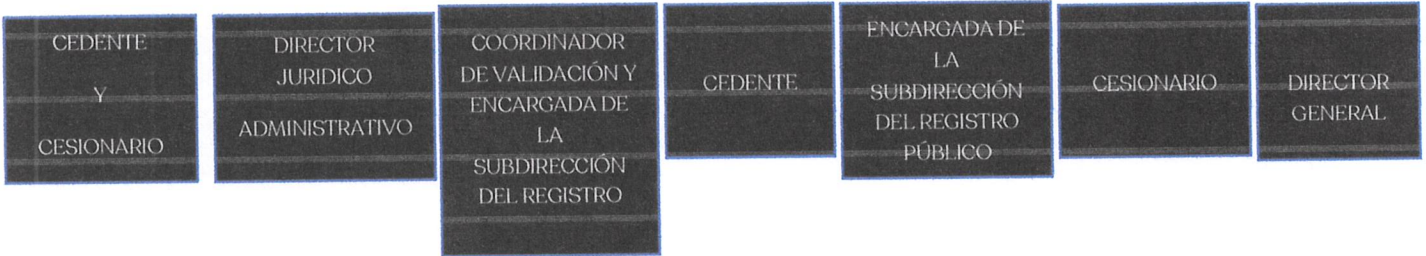 CEDENTE
Y
CESIONARIO
DIRECTOR
JURIDICO
ADMINISTRATIVO
COORDINADOR
DE VALIDACIÓN Y
ENCARGADA DE
LA
SUBDIRECCIÓN
DEL REGISTRO
CEDENTE
ENCARGADA DE
LA
SUBDIRECCIÓN
DEL REGISTRO
PÚBLICO
CESIONARIO
DIRECTOR
GENERAL